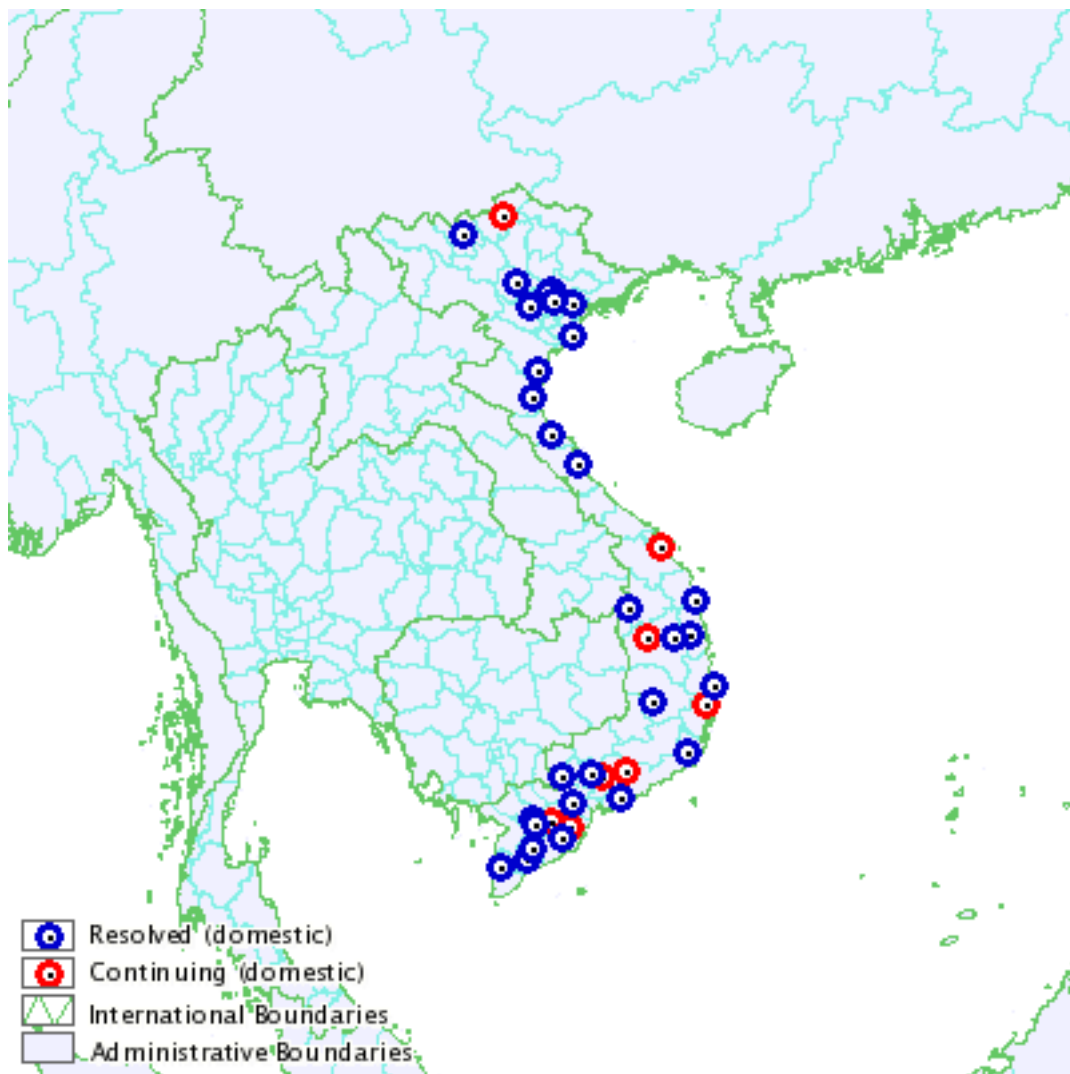 Resolved (domestic)
Continuing (domestic)
International Boundaries
Administrative Boundaries